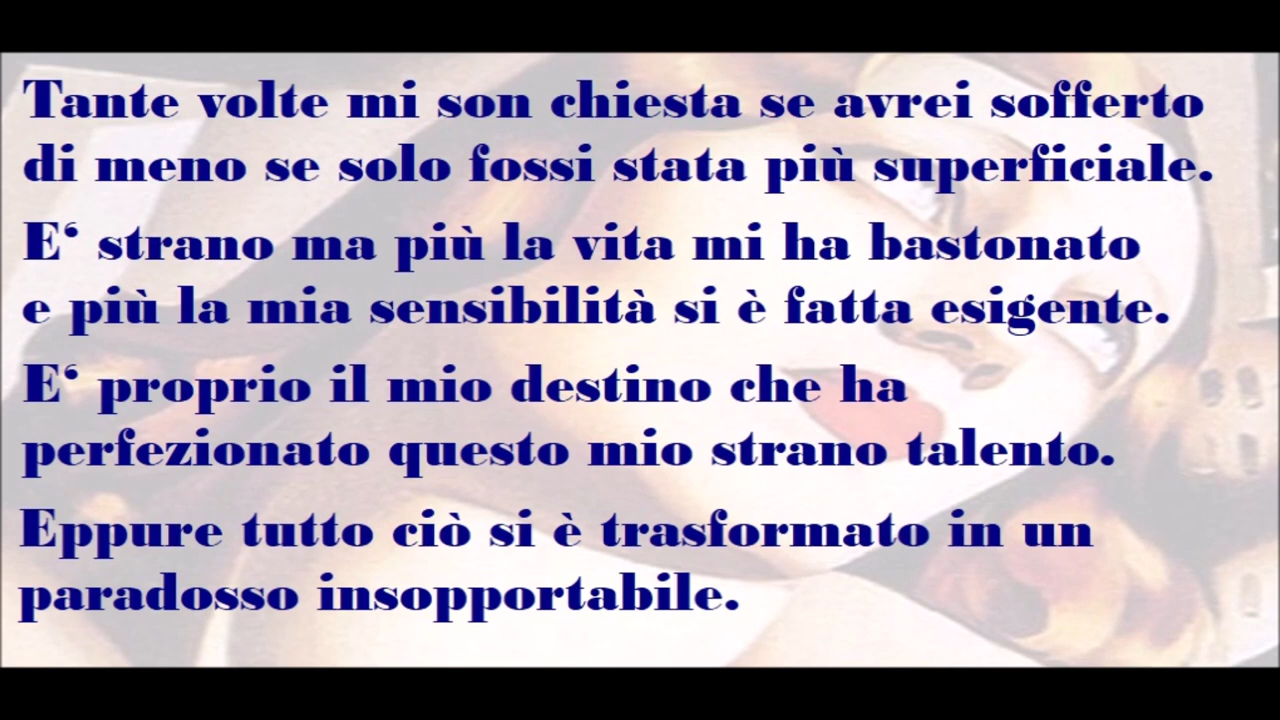 Tante volte mi son chiesta se avrei sofferto
di meno se solo fossi stata più superficiale.
E‘ strano ma più la vita mi ha bastonato
e più la mia sensibilità si è fatta esigente.
E‘ proprio il mio destino che ha
perfezionato questo mio strano talento.
Eppure tutto ciò si è trasformato in un
paradosso insopportabile.